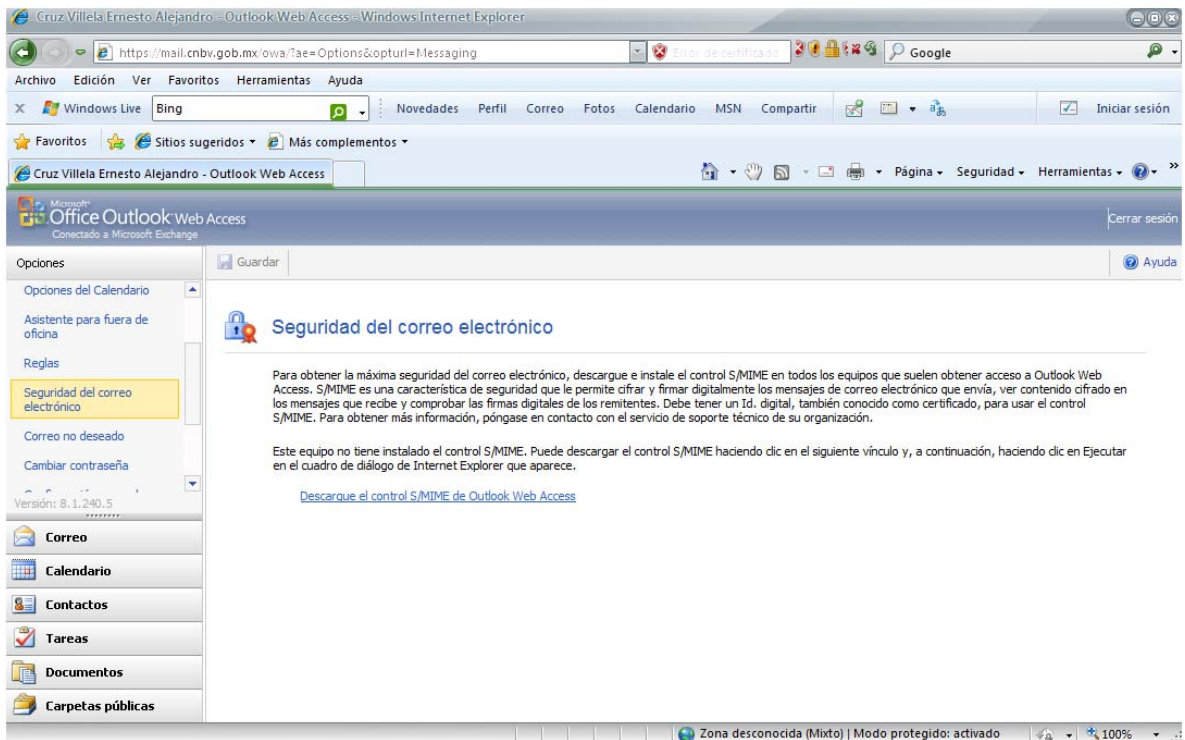 Cruz Villela Ernesto Alejandro - Outlook Web Access - Windows Internet Explorer
https://mail.cnbv.gob.mx/owa/?ae=Options&opturl=Messaging
Error de certificado
Google
Archivo Edición Ver Favoritos Herramientas Ayuda
X Windows Live Bing Novedades Perfil Correo Fotos Calendario MSN Compartir Iniciar sesión
Favoritos Sitios sugeridos Más complementos
Cruz Villela Ernesto Alejandro - Outlook Web Access Página Seguridad Herramientas
Microsoft
Office Outlook Web Access
Conectado a Microsoft Exchange
Cerrar sesión
Opciones
Guardar
Ayuda
Opciones del Calendario
Asistente para fuera de
oficina
Reglas
Seguridad del correo
electrónico
Correo no deseado
Cambiar contraseña
Versión: 8.1.240.5
Correo
Calendario
Contactos
Tareas
Documentos
Carpetas públicas
Seguridad del correo electrónico
Para obtener la máxima seguridad del correo electrónico, descargue e instale el control S/MIME en todos los equipos que suelen obtener acceso a Outlook Web
Access. S/MIME es una característica de seguridad que le permite cifrar y firmar digitalmente los mensajes de correo electrónico que envía, ver contenido cifrado en
los mensajes que recibe y comprobar las firmas digitales de los remitentes. Debe tener un Id. digital, también conocido como certificado, para usar el control
S/MIME. Para obtener más información, póngase en contacto con el servicio de soporte técnico de su organización.
Este equipo no tiene instalado el control S/MIME. Puede descargar el control S/MIME haciendo clic en el siguiente vínculo y, a continuación, haciendo clic en Ejecutar
en el cuadro de diálogo de Internet Explorer que aparece.
Descargue el control S/MIME de Outlook Web Access
Zona desconocida (Mixto) | Modo protegido: activado
100%